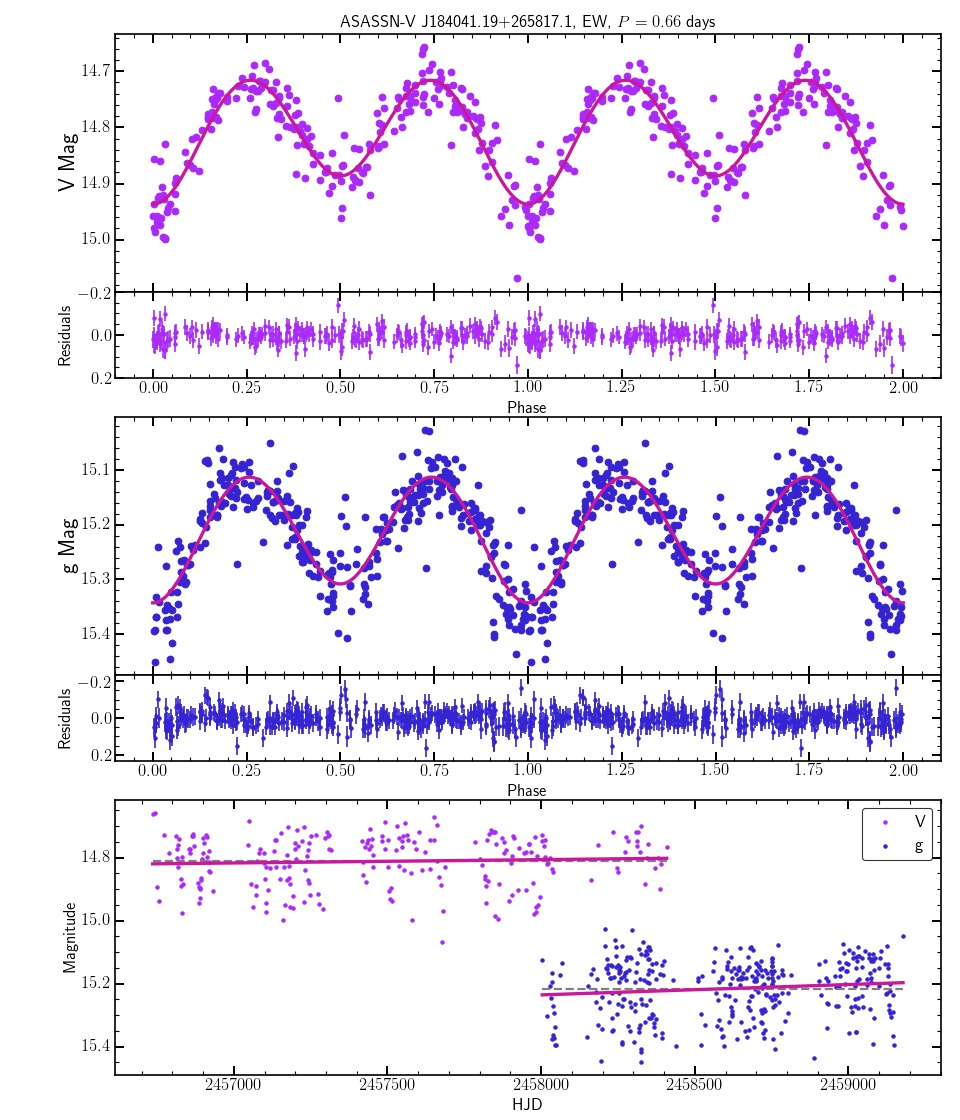 ASASSN-V J184041.19+265817.1, EW, P = 0.66 days
14.7
14.8
14.9
15.0
V Mag
−0.2
0.0
0.2
Residuals
0.00 0.25 0.50 0.75 1.00 1.25 1.50 1.75 2.00
Phase
15.1
15.2
15.3
15.4
g Mag
−0.2
0.0
0.2
Residuals
0.00 0.25 0.50 0.75 1.00 1.25 1.50 1.75 2.00
Phase
V
g
14.8
15.0
15.2
15.4
Magnitude
2457000 2457500 2458000 2458500 2459000
HJD